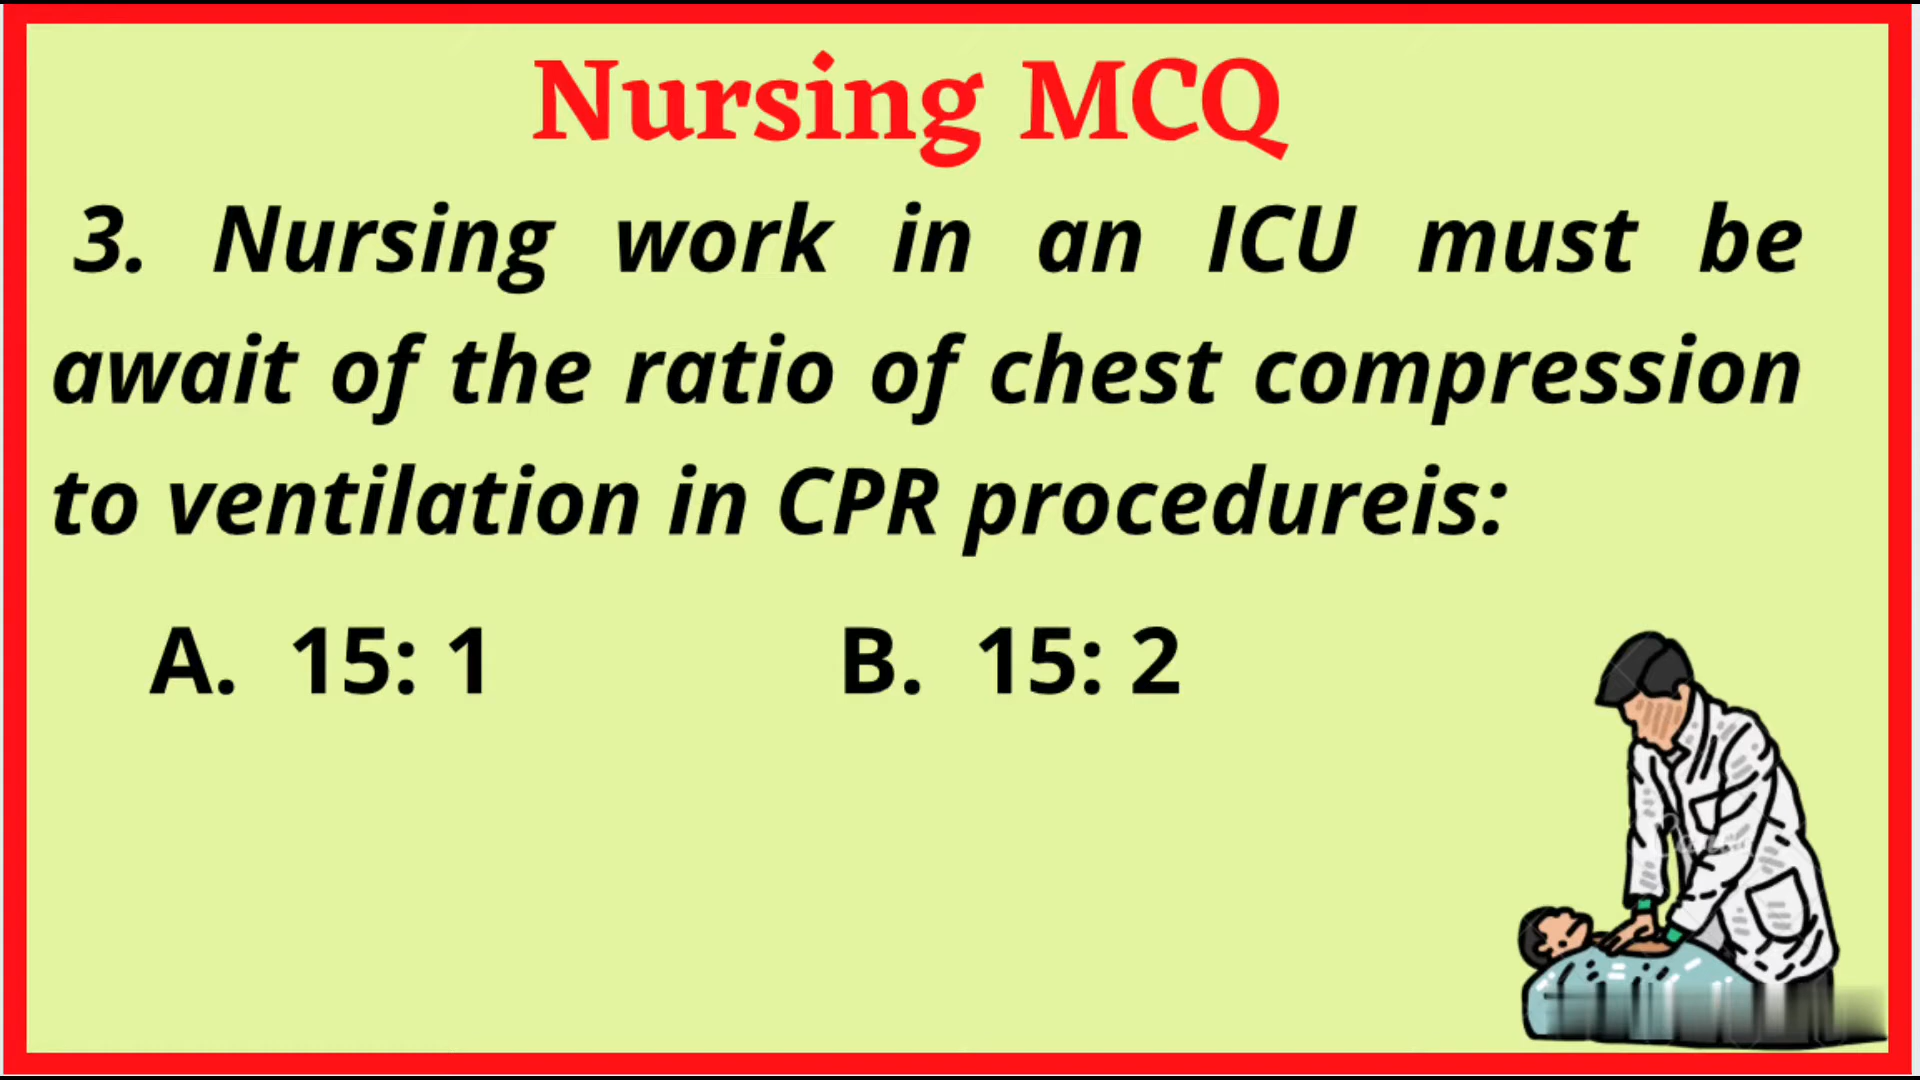 Nursing MCQ
3. Nursing work in an ICU must be
await of the ratio of chest compression
to ventilation in CPR procedureis:
A. 15: 1 B. 15: 2